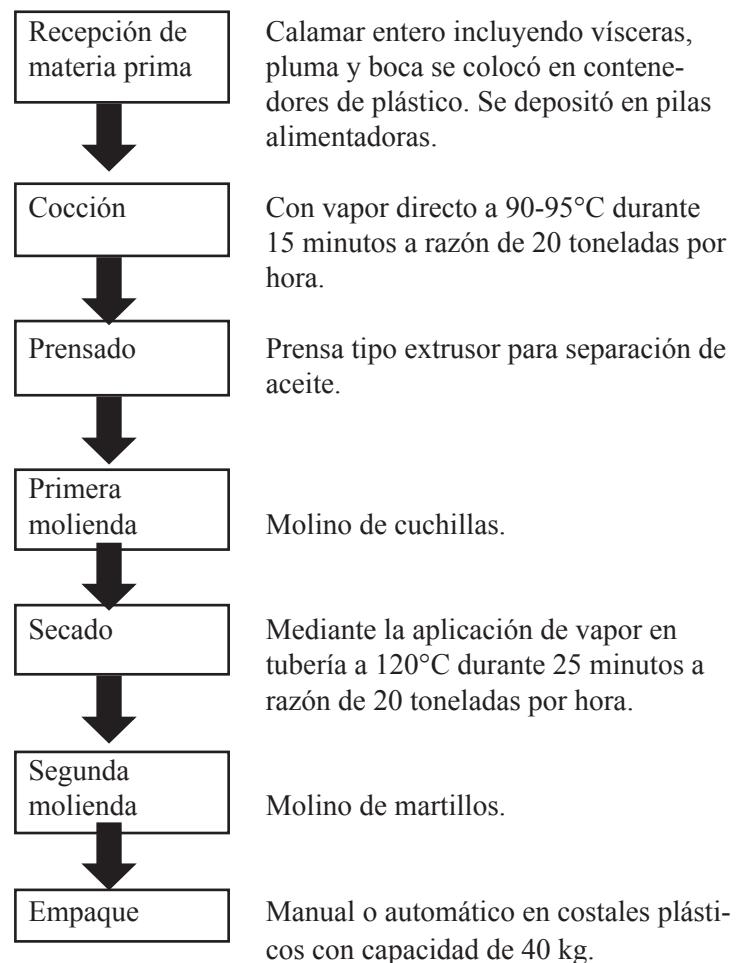 Recepción de
materia prima
Calamar entero incluyendo vísceras,
pluma y boca se colocó en contene-
dores de plástico. Se depositó en pilas
alimentadoras.
Cocción
Con vapor directo a 90-95°C durante
15 minutos a razón de 20 toneladas por
hora.
Prensado
Prensa tipo extrusor para separación de
aceite.
Primera
molienda
Molino de cuchillas.
Secado
Mediante la aplicación de vapor en
tubería a 120°C durante 25 minutos a
razón de 20 toneladas por hora.
Segunda
molienda
Molino de martillos.
Empaque
Manual o automático en costales plásti-
cos con capacidad de 40 kg.